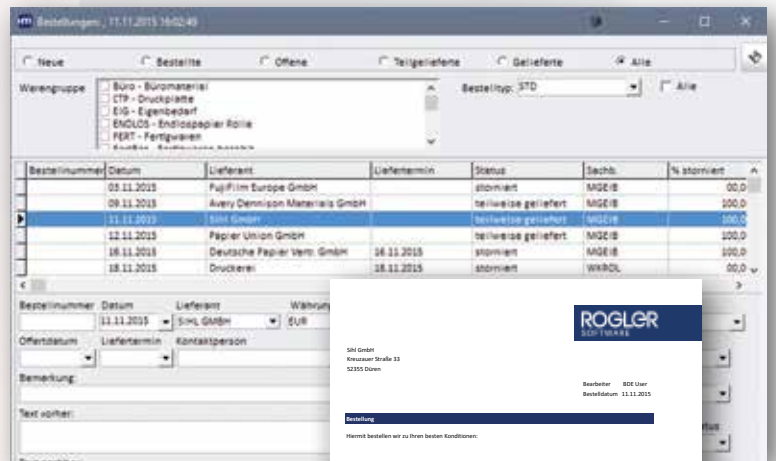 Bestellungen , 11.11.2015 16:02:49
Neue Bestellte Offene Teilgelieferte Gelieferte Alle
Warengruppe Büro - Büromaterial Bestelltyp: STD Alle
CTP - Druckplatte
EIG - Eigenbedarf
ENDLOS - Endlospapier Rolle
FERT - Fertigwaren
Bestellnummer Datum Lieferant Liefertermin Status Sachb. % storniert
03.11.2015 Fujifilm Europe GmbH storniert MGEIB 00,0
09.11.2015 Avery Dennison Materials GmbH teilweise geliefert MGEIB 100,0
11.11.2015 Sihl GmbH teilweise geliefert MGEIB 100,0
12.11.2015 Papier Union GmbH teilweise geliefert MGEIB 100,0
16.11.2015 Deutsche Papier Vertr. GmbH 16.11.2015 storniert MGEIB 100,0
18.11.2015 Druckerei 18.11.2015 storniert WKROL 00,0
Bestellnummer Datum Lieferant Währung
11.11.2015 SIHL GMBH EUR
Offertdatum Liefertermin Kontaktperson
Bemerkung:
Text vorher:
ROGLER
SOFTWARE
Sihl GmbH
Kreuzauer Straße 33
52355 Düren
Bearbeiter BOE User
Bestelldatum 11.11.2015
Bestellung
Hiermit bestellen wir zu Ihren besten Konditionen: